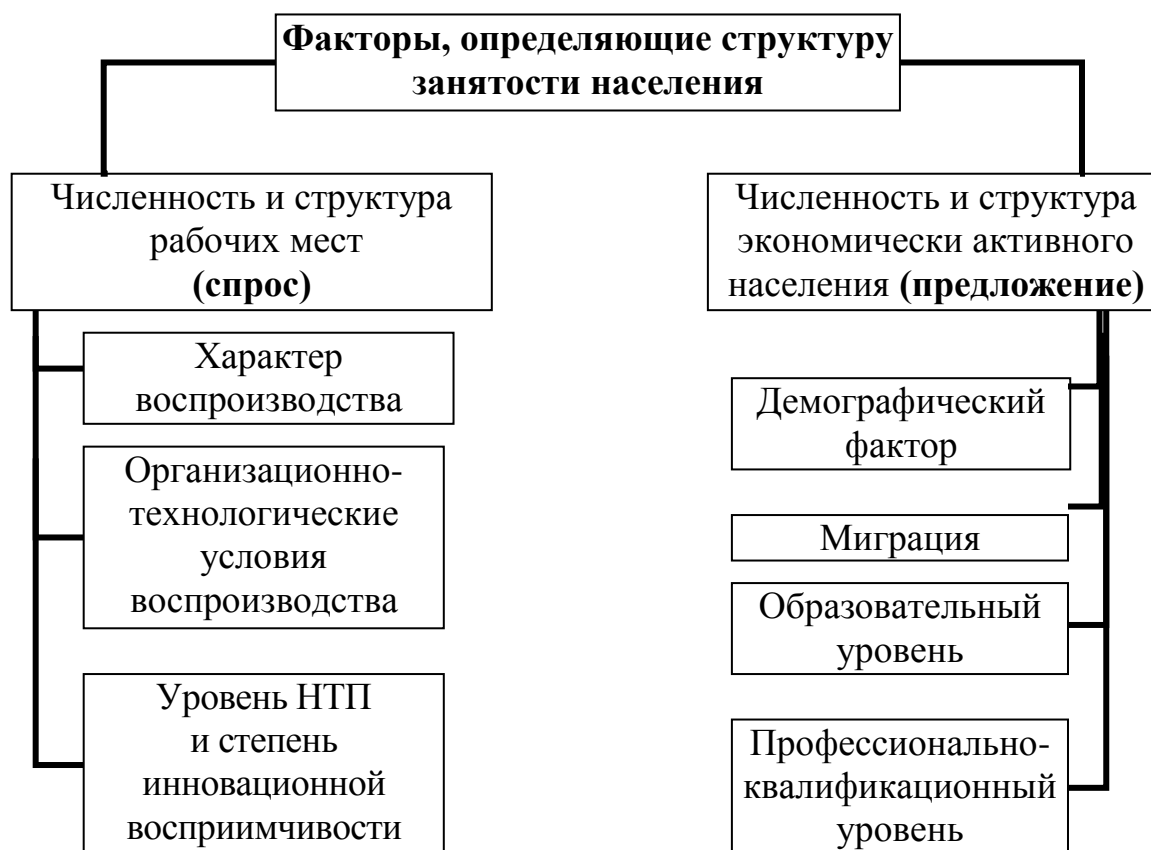 Факторы, определяющие структуру
занятости населения
Численность и структура
рабочих мест
(спрос)
Характер
воспроизводства
Организационно-
технологические
условия
воспроизводства
Уровень НТП
и степень
инновационной
восприимчивости
Численность и структура
экономически активного
населения (предложение)
Демографический
фактор
Миграция
Образовательный
уровень
Профессионально-
квалификационный
уровень